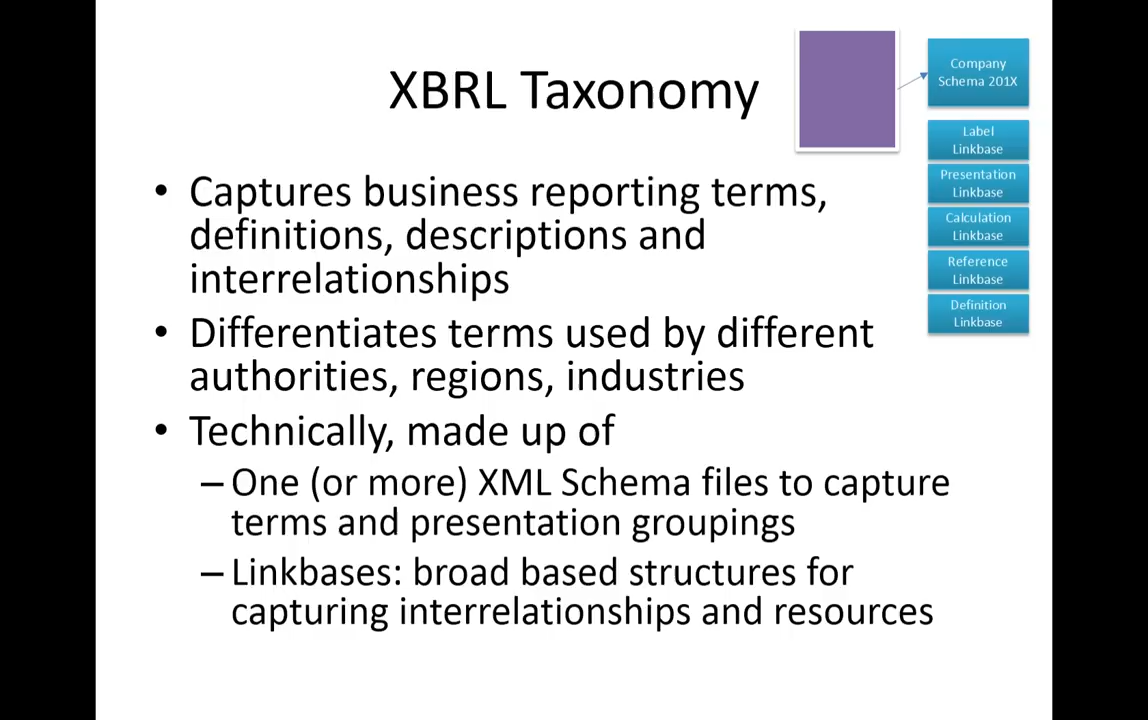 XBRL Taxonomy
Company
Schema 201X
Label
Linkbase
Presentation
Linkbase
Calculation
Linkbase
Reference
Linkbase
Definition
Linkbase
• Captures business reporting terms,
definitions, descriptions and
interrelationships
• Differentiates terms used by different
authorities, regions, industries
• Technically, made up of
– One (or more) XML Schema files to capture
terms and presentation groupings
– Linkbases: broad based structures for
capturing interrelationships and resources